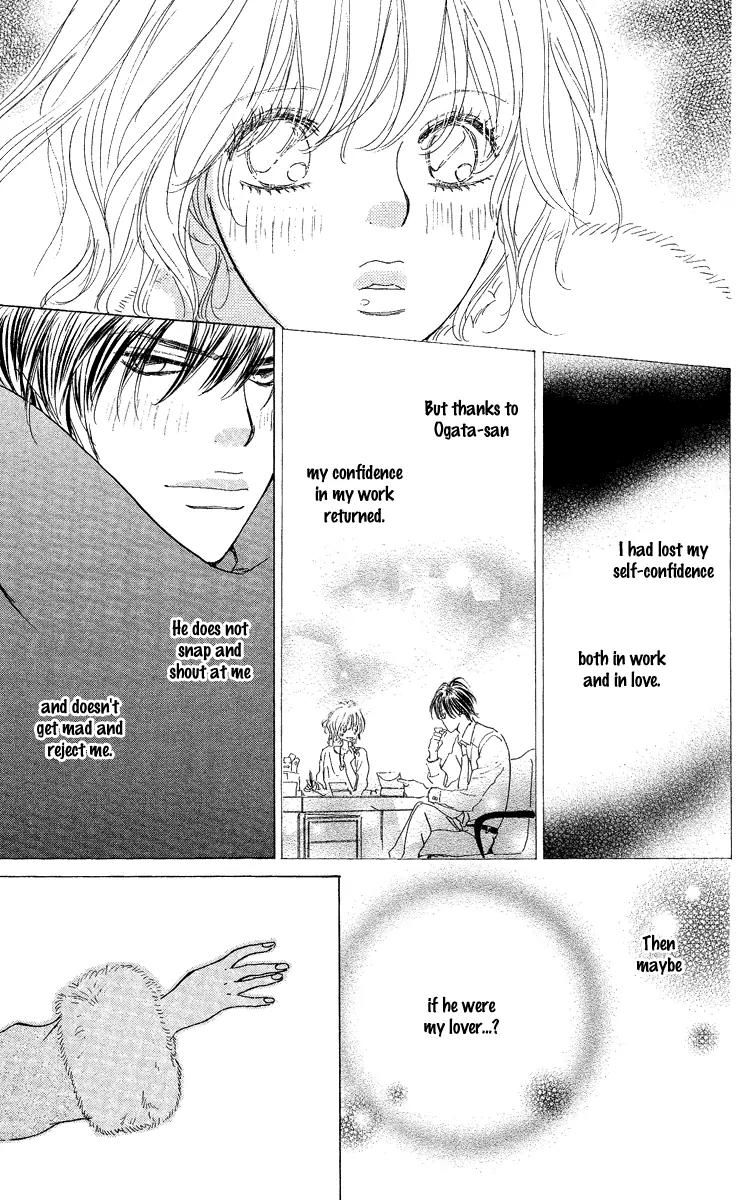 I had lost my
self-confidence
both in work
and in love.
But thanks to
Ogata-san
my confidence
in my work
returned.
He does not
snap and
shout at me
and doesn't
get mad and
reject me.
Then
maybe
if he were
my lover...?